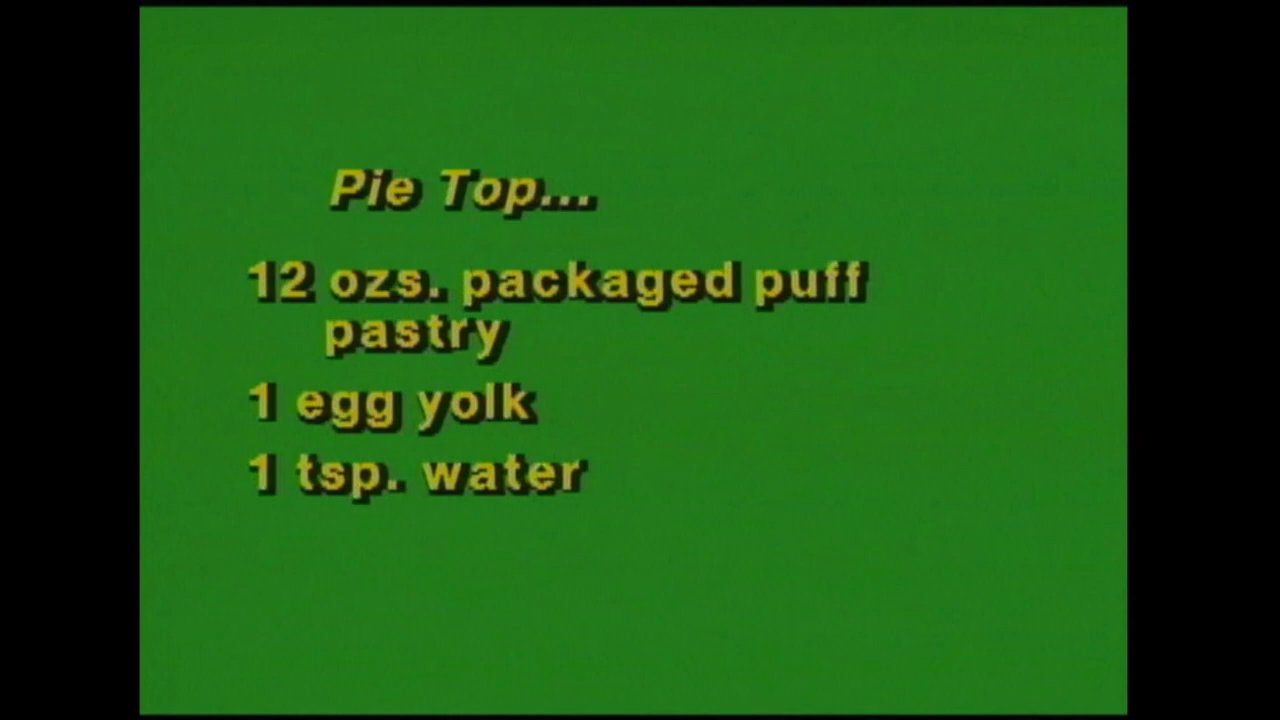 Pie Top...
12 ozs. packaged puff
pastry
1 egg yolk
1 tsp. water